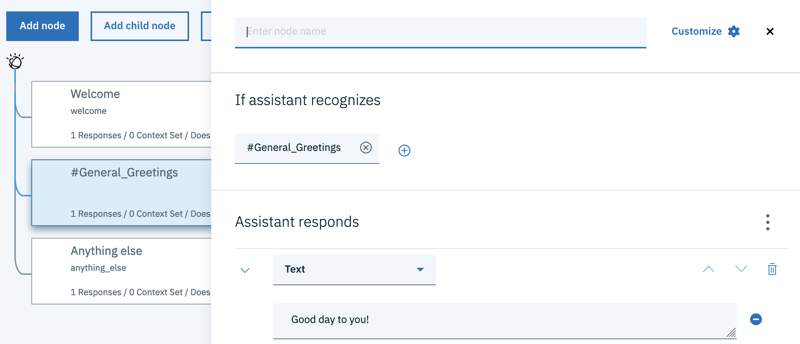 Add node
Add child node
Enter node name
Customize
Welcome
welcome
1 Responses / 0 Context Set / Does
#General_Greetings
1 Responses / 0 Context Set / Does
Anything else
anything_else
1 Responses / 0 Context Set / Does
If assistant recognizes
#General_Greetings
Assistant responds
Text
Good day to you!